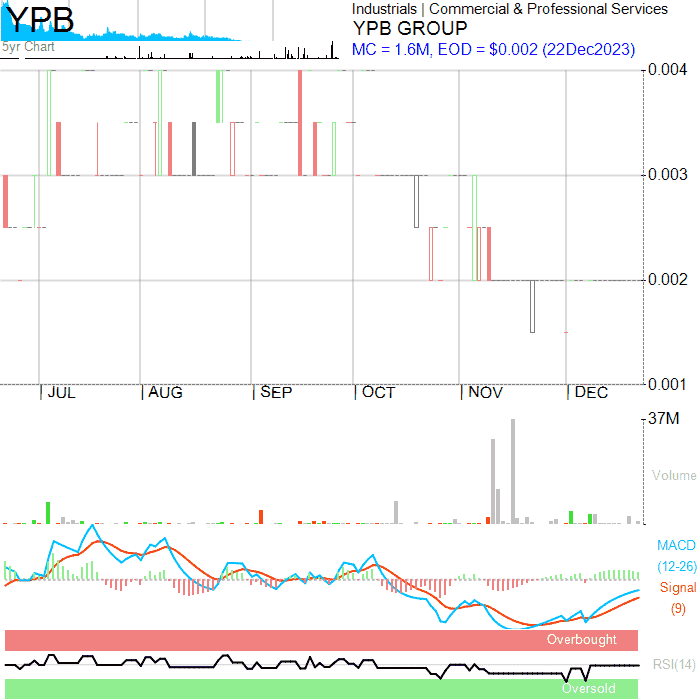 YPB
5yr Chart
Industrials | Commercial & Professional Services
YPB GROUP
MC = 1.6M, EOD = $0.002 (22Dec2023)
0.004
0.003
0.002
0.001
| JUL | AUG | SEP | OCT | NOV | DEC
37M
Volume
MACD
(12-26)
Signal
(9)
Overbought
RSI(14)
Oversold